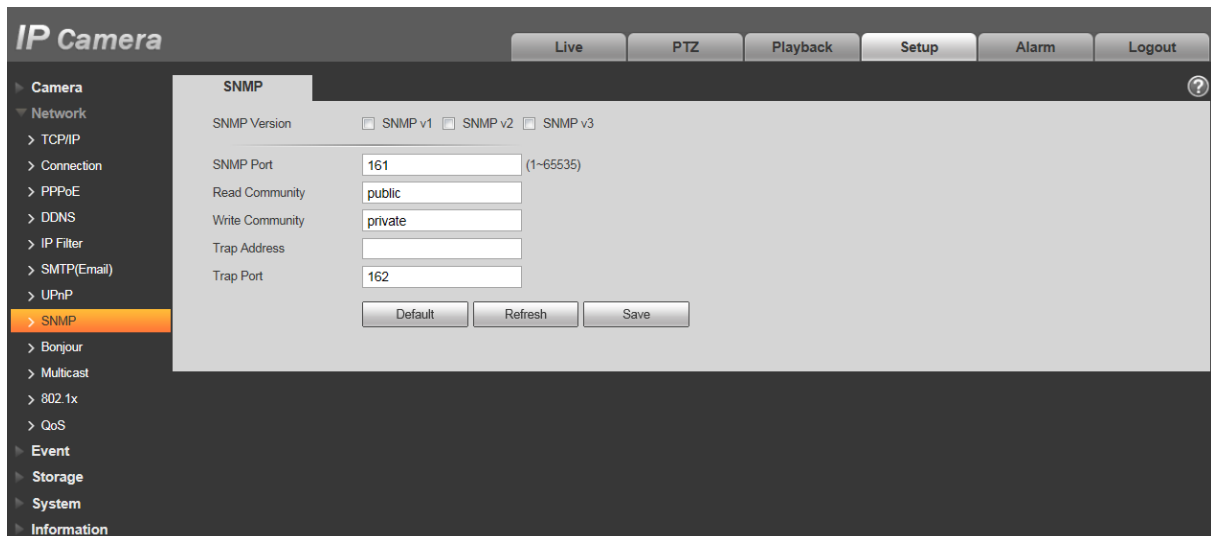 IP Camera
Live PTZ Playback Setup Alarm Logout
Camera
Network
> TCP/IP
> Connection
> PPPoE
> DDNS
> IP Filter
> SMTP(Email)
> UPnP
> SNMP
> Bonjour
> Multicast
> 802.1x
> QoS
Event
Storage
System
Information
SNMP
?
SNMP Version SNMP v1 SNMP v2 SNMP v3
SNMP Port 161 (1~65535)
Read Community public
Write Community private
Trap Address
Trap Port 162
Default Refresh Save